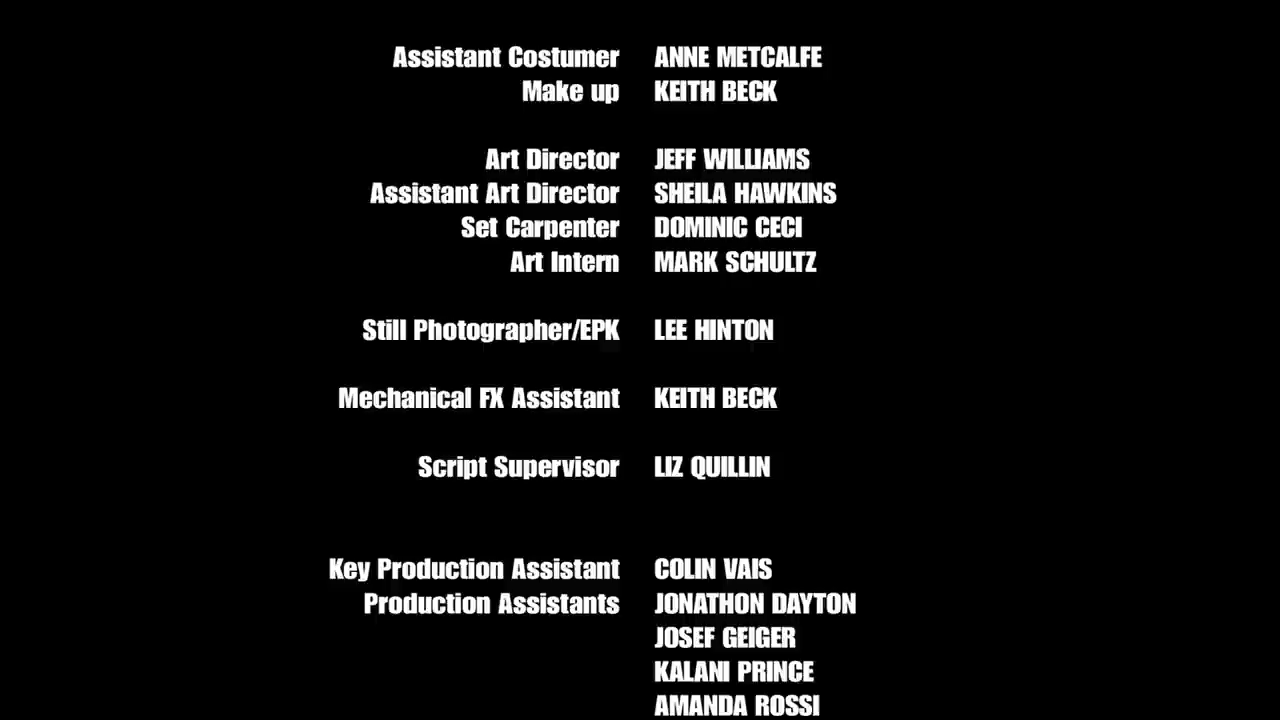 Assistant Costumer ANNE METCALFE
Make up KEITH BECK
Art Director JEFF WILLIAMS
Assistant Art Director SHEILA HAWKINS
Set Carpenter DOMINIC CECI
Art Intern MARK SCHULTZ
Still Photographer/EPK LEE HINTON
Mechanical FX Assistant KEITH BECK
Script Supervisor LIZ QUILLIN
Key Production Assistant COLIN VAIS
Production Assistants JONATHON DAYTON
JOSEF GEIGER
KALANI PRINCE
AMANDA ROSSI